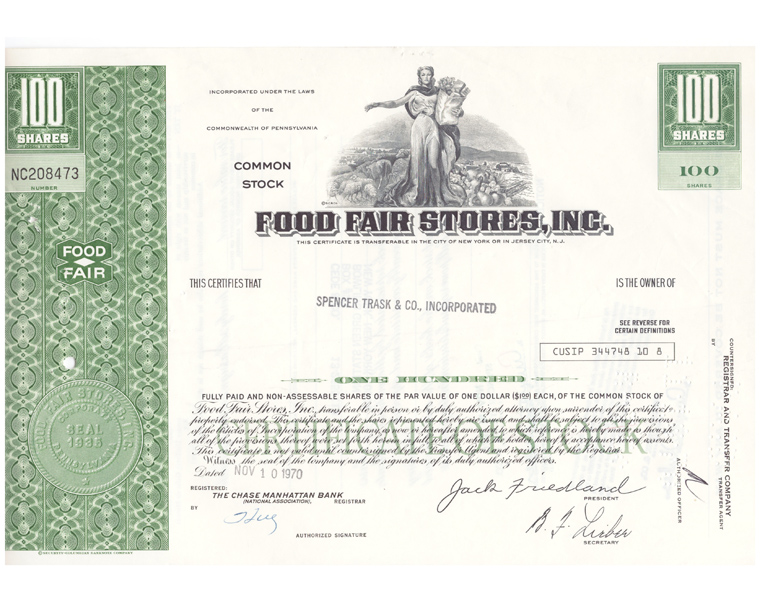 100
SHARES
NC208473
NUMBER
FOOD
FAIR
INCORPORATED UNDER THE LAWS
OF THE
COMMONWEALTH OF PENNSYLVANIA
COMMON
STOCK
100
SHARES
100
SHARES
FOOD FAIR STORES, INC.
THIS CERTIFICATE IS TRANSFERABLE IN THE CITY OF NEW YORK OR IN JERSEY CITY, N.J.
THIS CERTIFIES THAT
IS THE OWNER OF
SPENCER TRASK & CO., INCORPORATED
SEE REVERSE FOR
CERTAIN DEFINITIONS
CUSIP 344748 10 8
ONE HUNDRED
FULLY PAID AND NON-ASSESSABLE SHARES OF THE PAR VALUE OF ONE DOLLAR ($1.00) EACH, OF THE COMMON STOCK OF
Food Fair Stores, Inc., transferable in person or by duly authorized attorney upon surrender of this certificate
properly endorsed. This certificate and the shares represented hereby are issued and shall be subject to all the provisions
of the Articles of Incorporation of the Company, as now or hereafter amended, to which reference is hereby made as though
all of the provisions thereof were set forth herein in full, to all of which the holder hereof by acceptance hereof assents.
This certificate is not valid until countersigned by the Transfer Agent and registered by the Registrar.
Witness the seal of the Company and the signatures of its duly authorized officers.
Dated NOV 10 1970
SEAL
1935
REGISTERED:
THE CHASE MANHATTAN BANK
(NATIONAL ASSOCIATION), REGISTRAR
BY
AUTHORIZED SIGNATURE
Jack Friedland
PRESIDENT
SECRETARY
COUNTERSIGNED:
REGISTRAR AND TRANSFER COMPANY
TRANSFER AGENT
BY
AUTHORIZED OFFICER